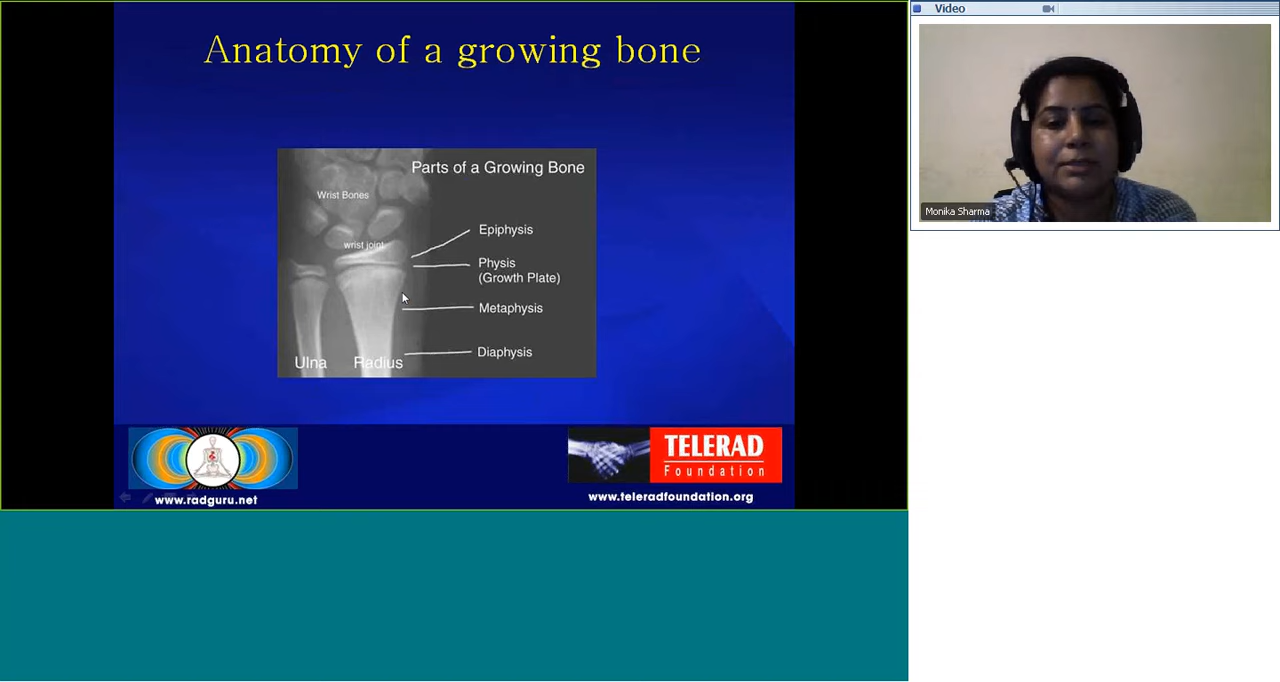 Anatomy of a growing bone
Parts of a Growing Bone
Wrist Bones
wrist joint
Epiphysis
Physis
(Growth Plate)
Metaphysis
Diaphysis
Ulna
Radius
www.radguru.net
TELERAD
Foundation
www.teleradfoundation.org
Video
Monika Sharma